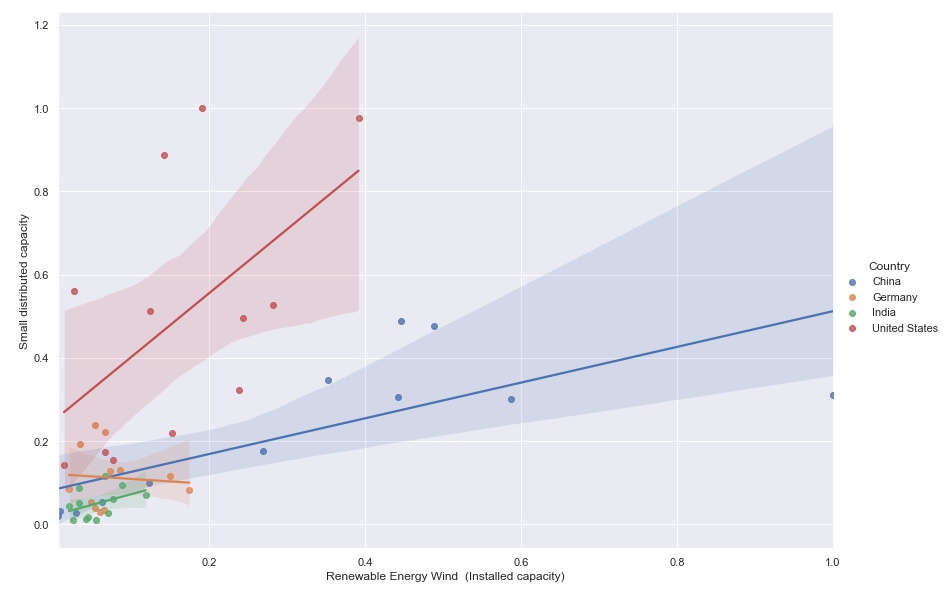 1.2
1.0
0.8
0.6
0.4
0.2
0.0
Small distributed capacity
0.2 0.4 0.6 0.8 1.0
Renewable Energy Wind  (Installed capacity)
Country
China
Germany
India
United States